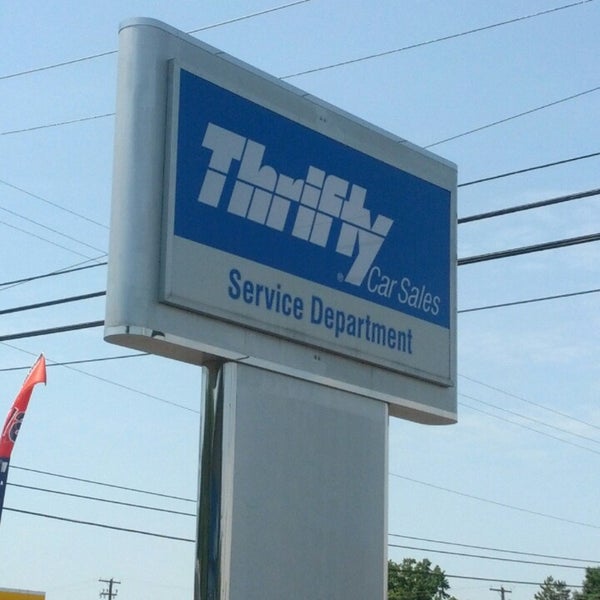 Thrifty®
Car Sales
Service Department